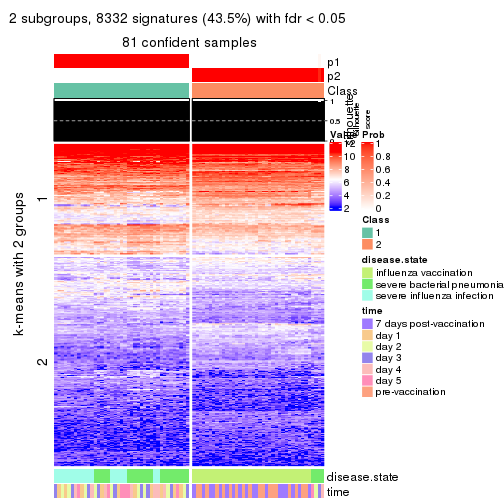 2 subgroups, 8332 signatures (43.5%) with fdr < 0.05
81 confident samples
p1
p2
Class
1
0.5
Silhouette
score
k-means with 2 groups
1
2
Value
12
10
8
6
4
2
Prob
1
0.8
0.6
0.4
0.2
0
Class
1
2
disease.state
influenza vaccination
severe bacterial pneumonia
severe influenza infection
time
7 days post-vaccination
day 1
day 2
day 3
day 4
day 5
pre-vaccination
disease.state
time